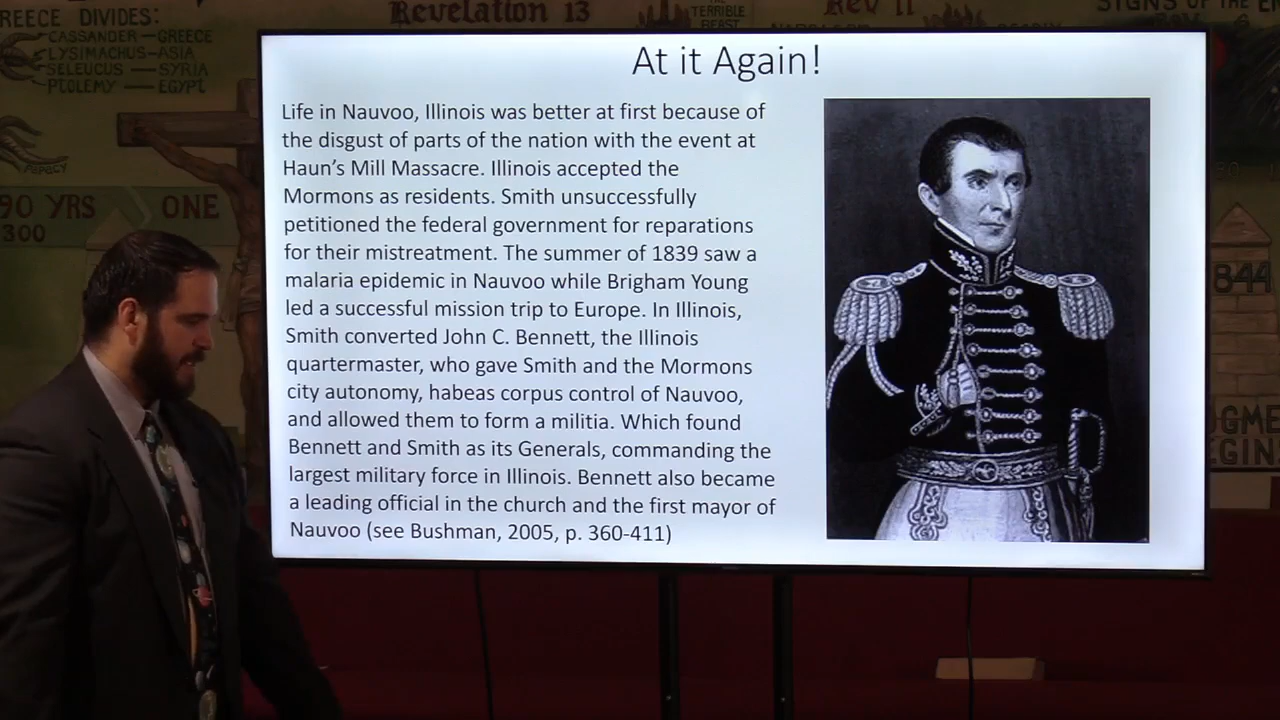 Revelation 13
THE
TERRIBLE
BEAST
Rev 11
SIGNS OF THE
REECE DIVIDES:
CASSANDER — GREECE
LYSIMACHUS - ASIA
SELEUCUS — SYRIA
PTOLEMY — EGYPT
90 YRS
ONE
300
844
At it Again!
Life in Nauvoo, Illinois was better at first because of
the disgust of parts of the nation with the event at
Haun's Mill Massacre. Illinois accepted the
Mormons as residents. Smith unsuccessfully
petitioned the federal government for reparations
for their mistreatment. The summer of 1839 saw a
malaria epidemic in Nauvoo while Brigham Young
led a successful mission trip to Europe. In Illinois,
Smith converted John C. Bennett, the Illinois
quartermaster, who gave Smith and the Mormons
city autonomy, habeas corpus control of Nauvoo,
and allowed them to form a militia. Which found
Bennett and Smith as its Generals, commanding the
largest military force in Illinois. Bennett also became
a leading official in the church and the first mayor of
Nauvoo (see Bushman, 2005, p. 360-411)